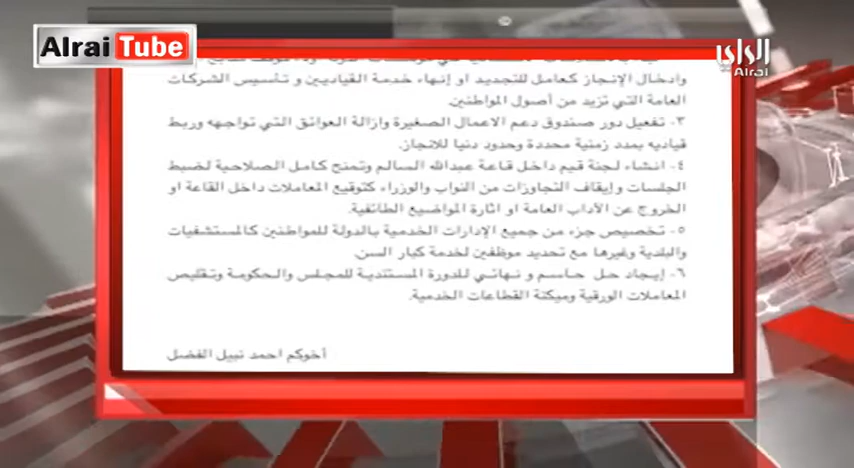 Alrai Tube
الراي
Alrai
وادخال الإنجاز كعامل للتجديد او إنهاء خدمة القياديين و تأسيس الشركات
العامة التي تزيد من أصول المواطنين.
٣- تفعيل دور صندوق دعم الاعمال الصغيرة وازالة العوائق التي تواجهه وربط
قياديه بمدد زمنية محددة وحدود دنيا للانجاز.
٤- انشاء لجنة قيم داخل قاعة عبدالله السالم وتمنح كامل الصلاحية لضبط
الجلسات وإيقاف التجاوزات من النواب والوزراء كتوقيع المعاملات داخل القاعة او
الخروج عن الآداب العامة او اثارة المواضيع الطائفية.
٥- تخصيص جزء من جميع الإدارات الخدمية بالدولة للمواطنين كالمستشفيات
والبلدية وغيرها مع تحديد موظفين لخدمة كبار السن.
٦- إيجاد حل حاسم و نهائي للدورة المستندية للمجلس والحكومة وتقليص
المعاملات الورقية وميكنة القطاعات الخدمية.
أخوكم احمد نبيل الفضل